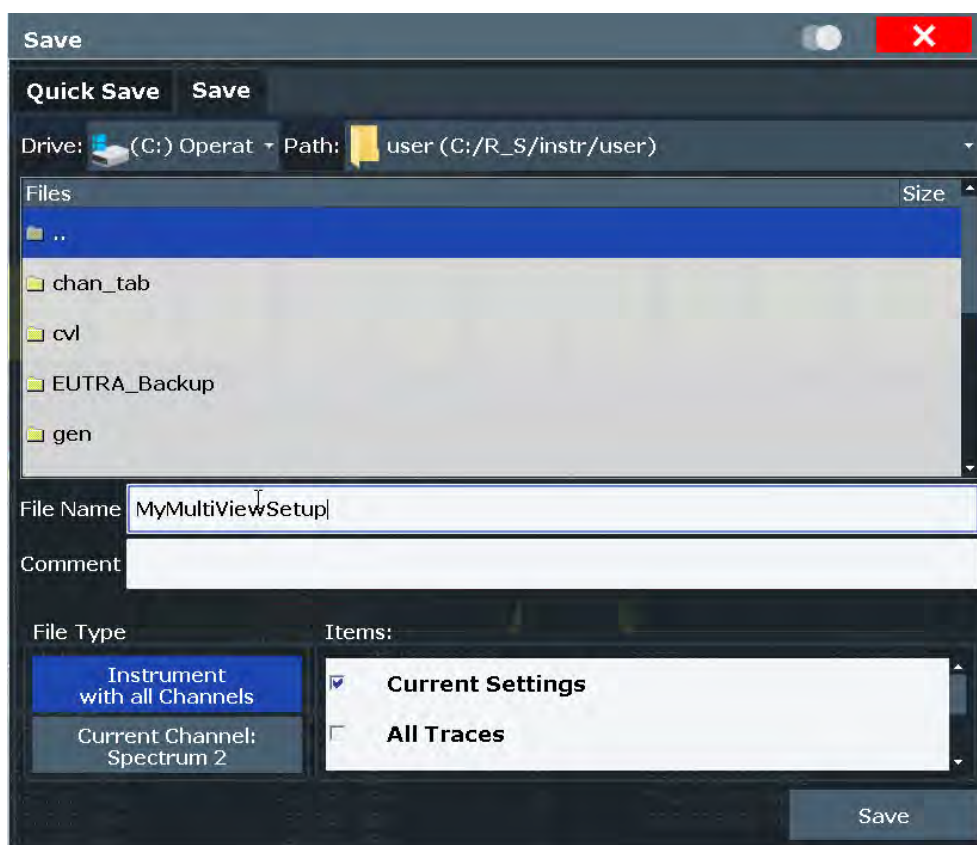 Save
Quick Save Save
Drive: (C:) Operat Path: user (C:/R_S/instr/user)
Files Size
..
chan_tab
cvl
EUTRA_Backup
gen
File Name MyMultiViewSetup
Comment
File Type Items:
Instrument
with all Channels
Current Settings
Current Channel:
Spectrum 2
All Traces
Save